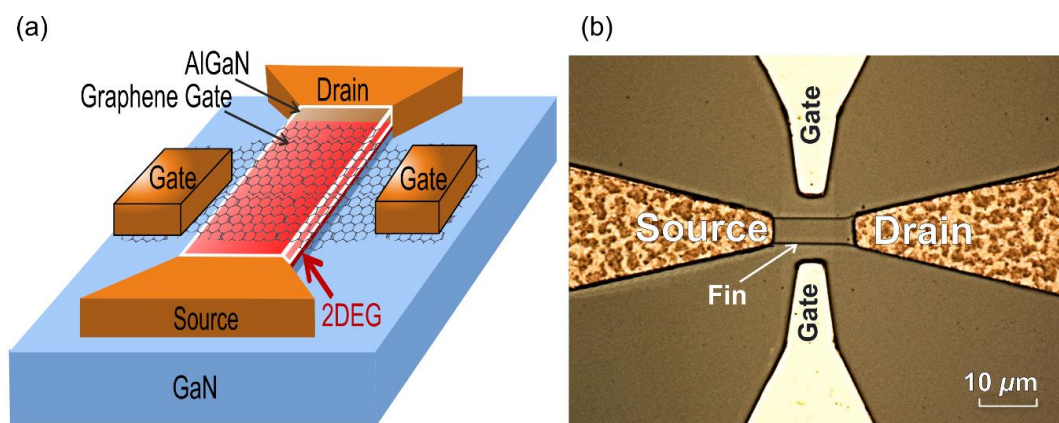 (a)
AlGaN
Graphene Gate
Drain
Gate
Gate
2DEG
Source
GaN
(b)
Gate
Source
Drain
Fin
Gate
10 µm